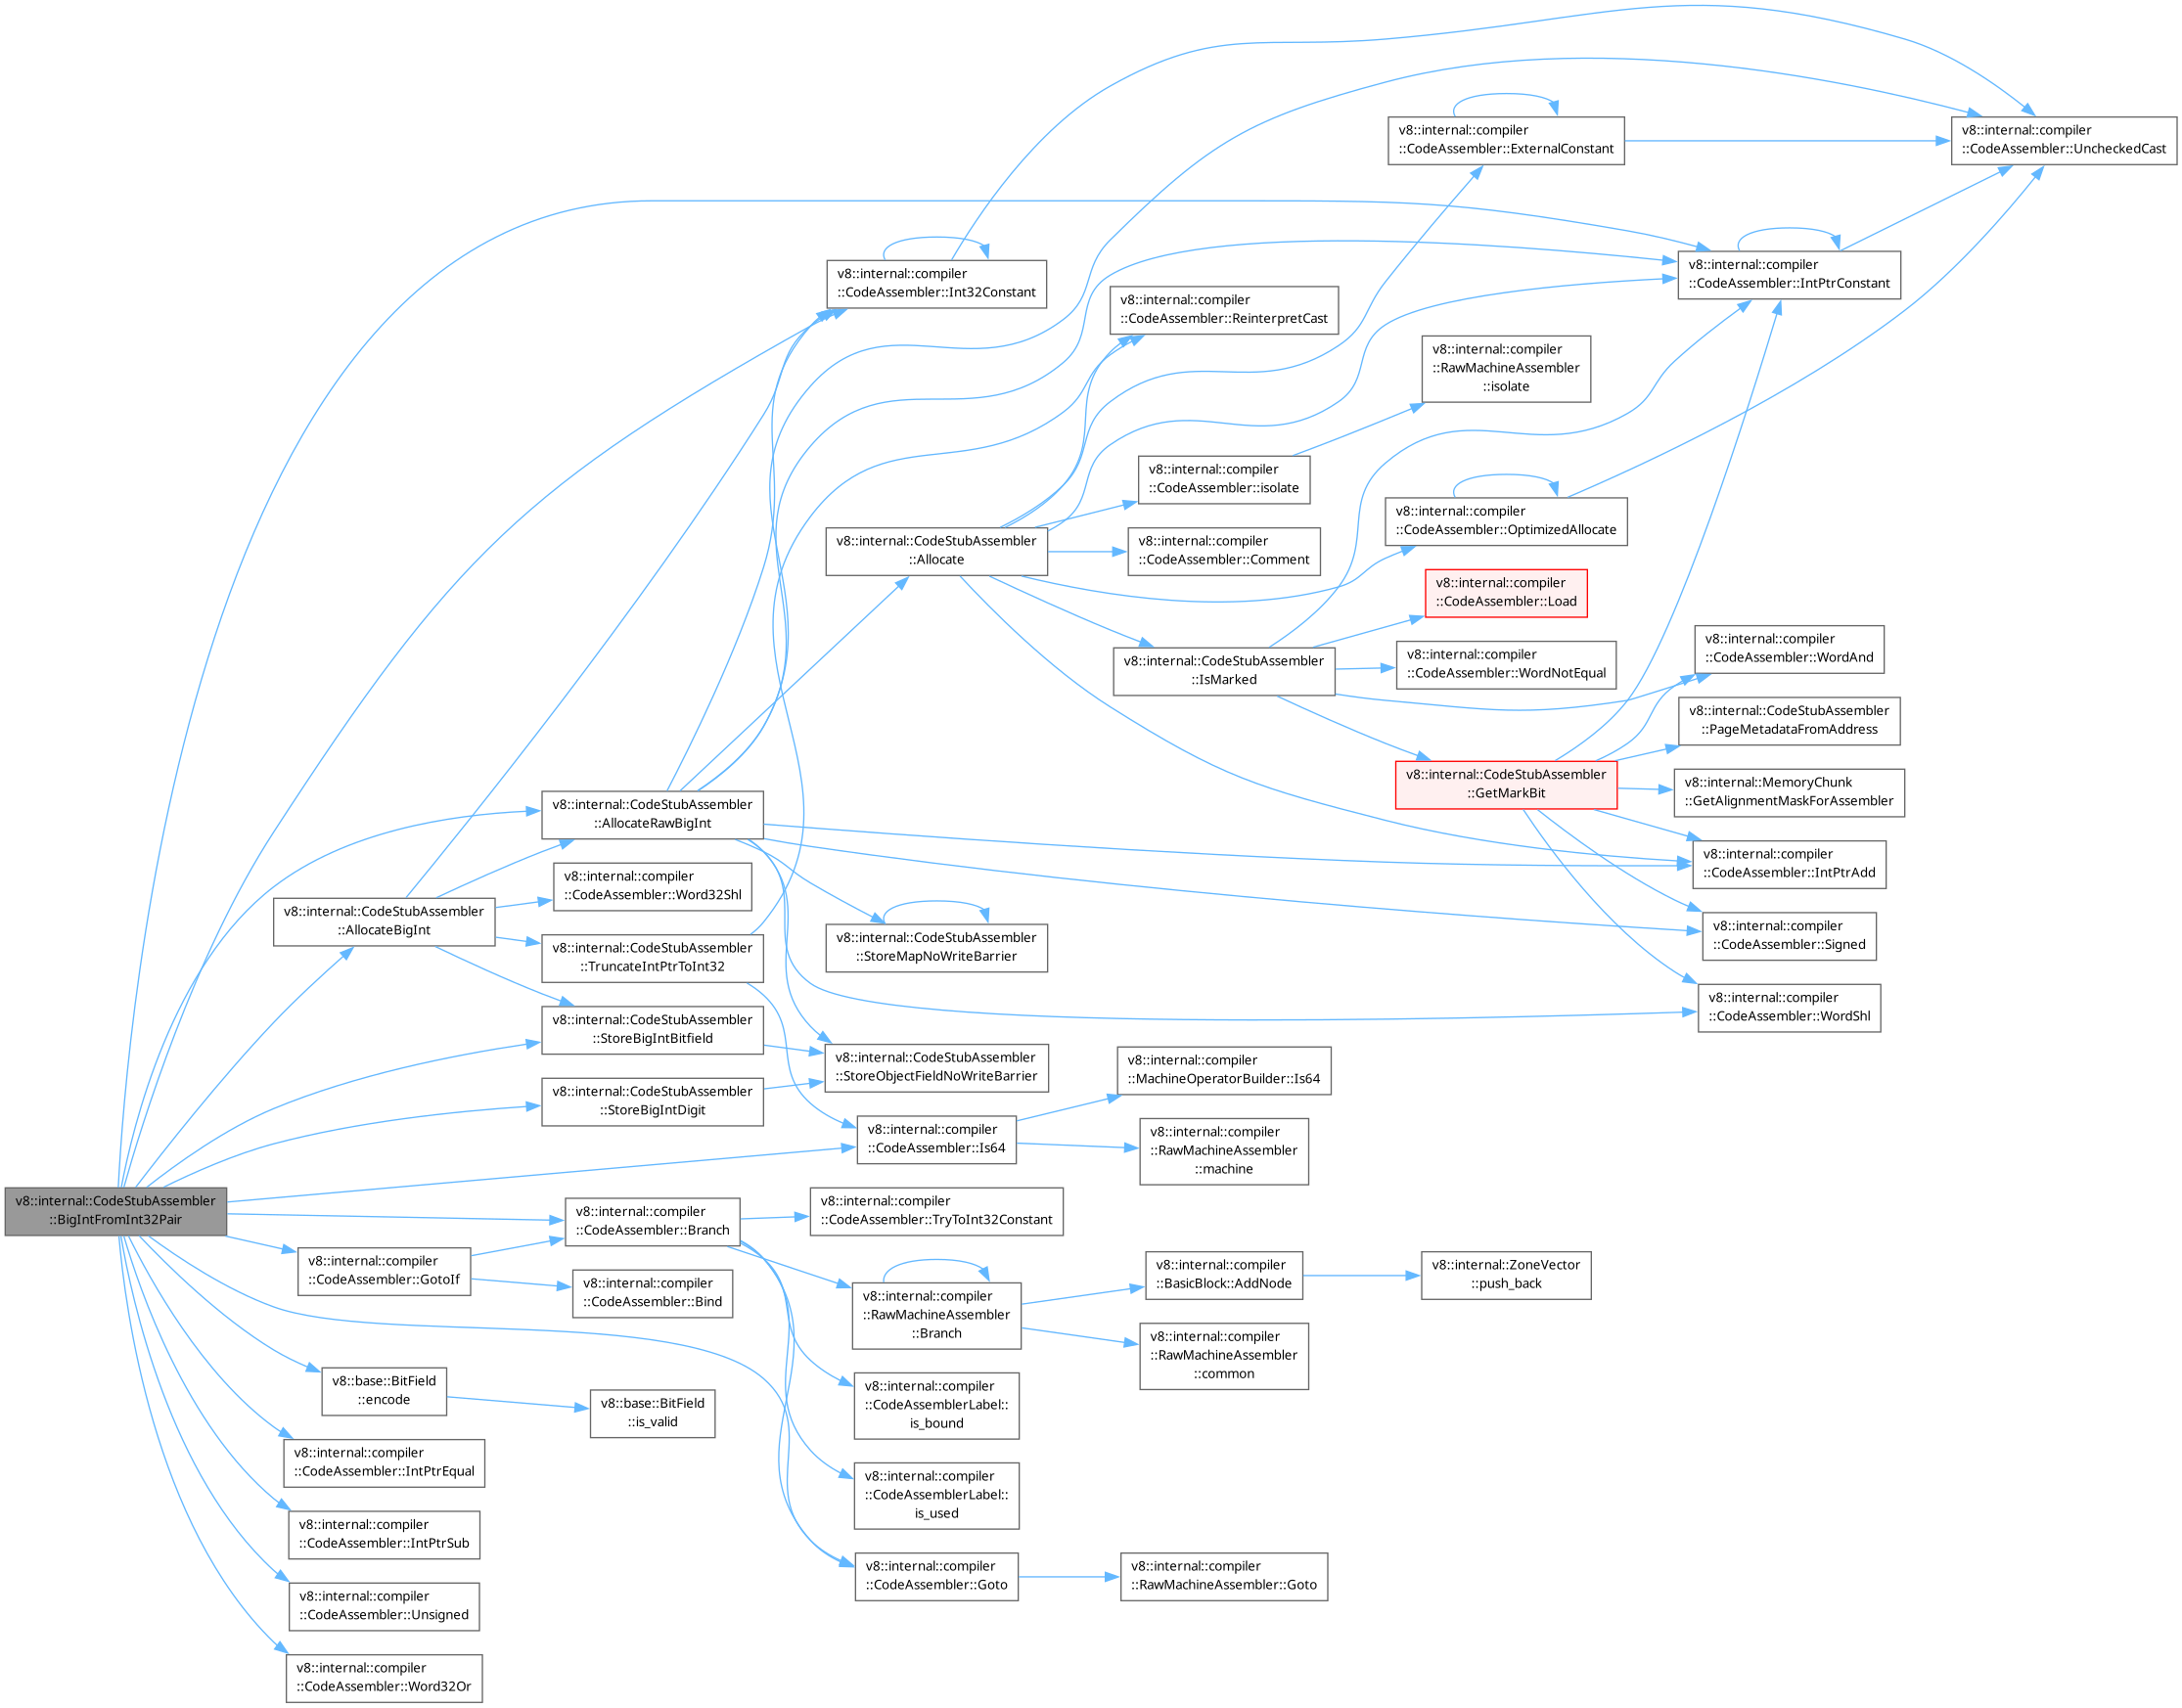 v8::internal::compiler
::CodeAssembler::ExternalConstant
v8::internal::compiler
::CodeAssembler::UncheckedCast
v8::internal::compiler
::CodeAssembler::Int32Constant
v8::internal::compiler
::CodeAssembler::IntPtrConstant
v8::internal::compiler
::CodeAssembler::ReinterpretCast
v8::internal::compiler
::RawMachineAssembler
::isolate
v8::internal::compiler
::CodeAssembler::isolate
v8::internal::compiler
::CodeAssembler::OptimizedAllocate
v8::internal::CodeStubAssembler
::Allocate
v8::internal::compiler
::CodeAssembler::Comment
v8::internal::compiler
::CodeAssembler::Load
v8::internal::compiler
::CodeAssembler::WordAnd
v8::internal::CodeStubAssembler
::IsMarked
v8::internal::compiler
::CodeAssembler::WordNotEqual
v8::internal::CodeStubAssembler
::PageMetadataFromAddress
v8::internal::CodeStubAssembler
::GetMarkBit
v8::internal::MemoryChunk
::GetAlignmentMaskForAssembler
v8::internal::CodeStubAssembler
::AllocateRawBigInt
v8::internal::compiler
::CodeAssembler::IntPtrAdd
v8::internal::compiler
::CodeAssembler::Word32Shl
v8::internal::CodeStubAssembler
::AllocateBigInt
v8::internal::compiler
::CodeAssembler::Signed
v8::internal::CodeStubAssembler
::TruncateIntPtrToInt32
v8::internal::CodeStubAssembler
::StoreMapNoWriteBarrier
v8::internal::compiler
::CodeAssembler::WordShl
v8::internal::CodeStubAssembler
::StoreBigIntBitfield
v8::internal::CodeStubAssembler
::StoreObjectFieldNoWriteBarrier
v8::internal::compiler
::MachineOperatorBuilder::Is64
v8::internal::CodeStubAssembler
::StoreBigIntDigit
v8::internal::compiler
::CodeAssembler::Is64
v8::internal::compiler
::RawMachineAssembler
::machine
v8::internal::CodeStubAssembler
::BigIntFromInt32Pair
v8::internal::compiler
::CodeAssembler::Branch
v8::internal::compiler
::CodeAssembler::TryToInt32Constant
v8::internal::compiler
::CodeAssembler::GotoIf
v8::internal::compiler
::CodeAssembler::Bind
v8::internal::compiler
::RawMachineAssembler
::Branch
v8::internal::compiler
::BasicBlock::AddNode
v8::internal::ZoneVector
::push_back
v8::internal::compiler
::RawMachineAssembler
::common
v8::base::BitField
::encode
v8::base::BitField
::is_valid
v8::internal::compiler
::CodeAssemblerLabel::
is_bound
v8::internal::compiler
::CodeAssembler::IntPtrEqual
v8::internal::compiler
::CodeAssemblerLabel::
is_used
v8::internal::compiler
::CodeAssembler::IntPtrSub
v8::internal::compiler
::CodeAssembler::Goto
v8::internal::compiler
::RawMachineAssembler::Goto
v8::internal::compiler
::CodeAssembler::Unsigned
v8::internal::compiler
::CodeAssembler::Word32Or